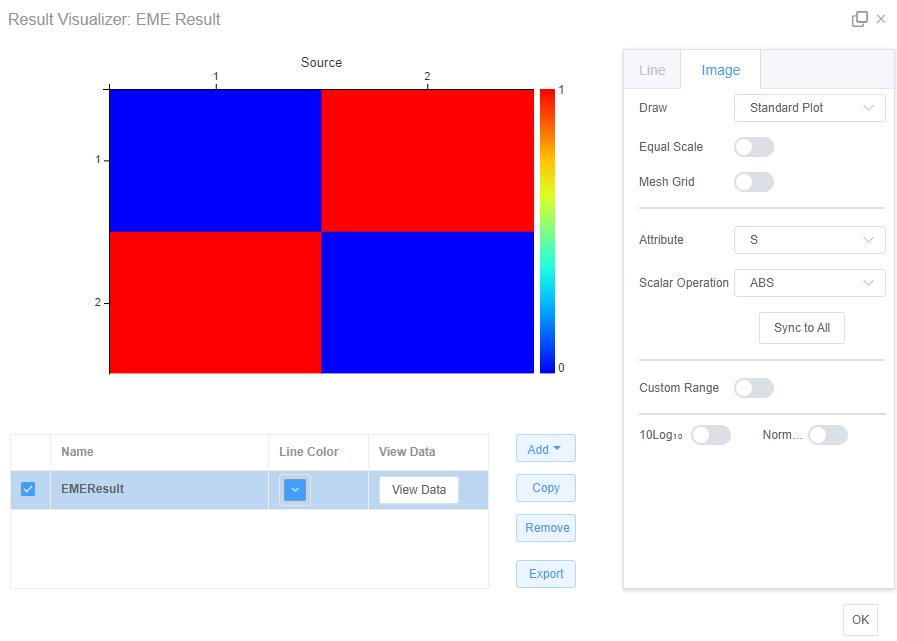 Result Visualizer: EME Result
Source
1 2
1
2
1
0
Line Image
Draw Standard Plot
Equal Scale
Mesh Grid
Attribute S
Scalar Operation ABS
Sync to All
Custom Range
10Log₁₀ Norm...
Name Line Color View Data
EMEResult View Data
Add
Copy
Remove
Export
OK